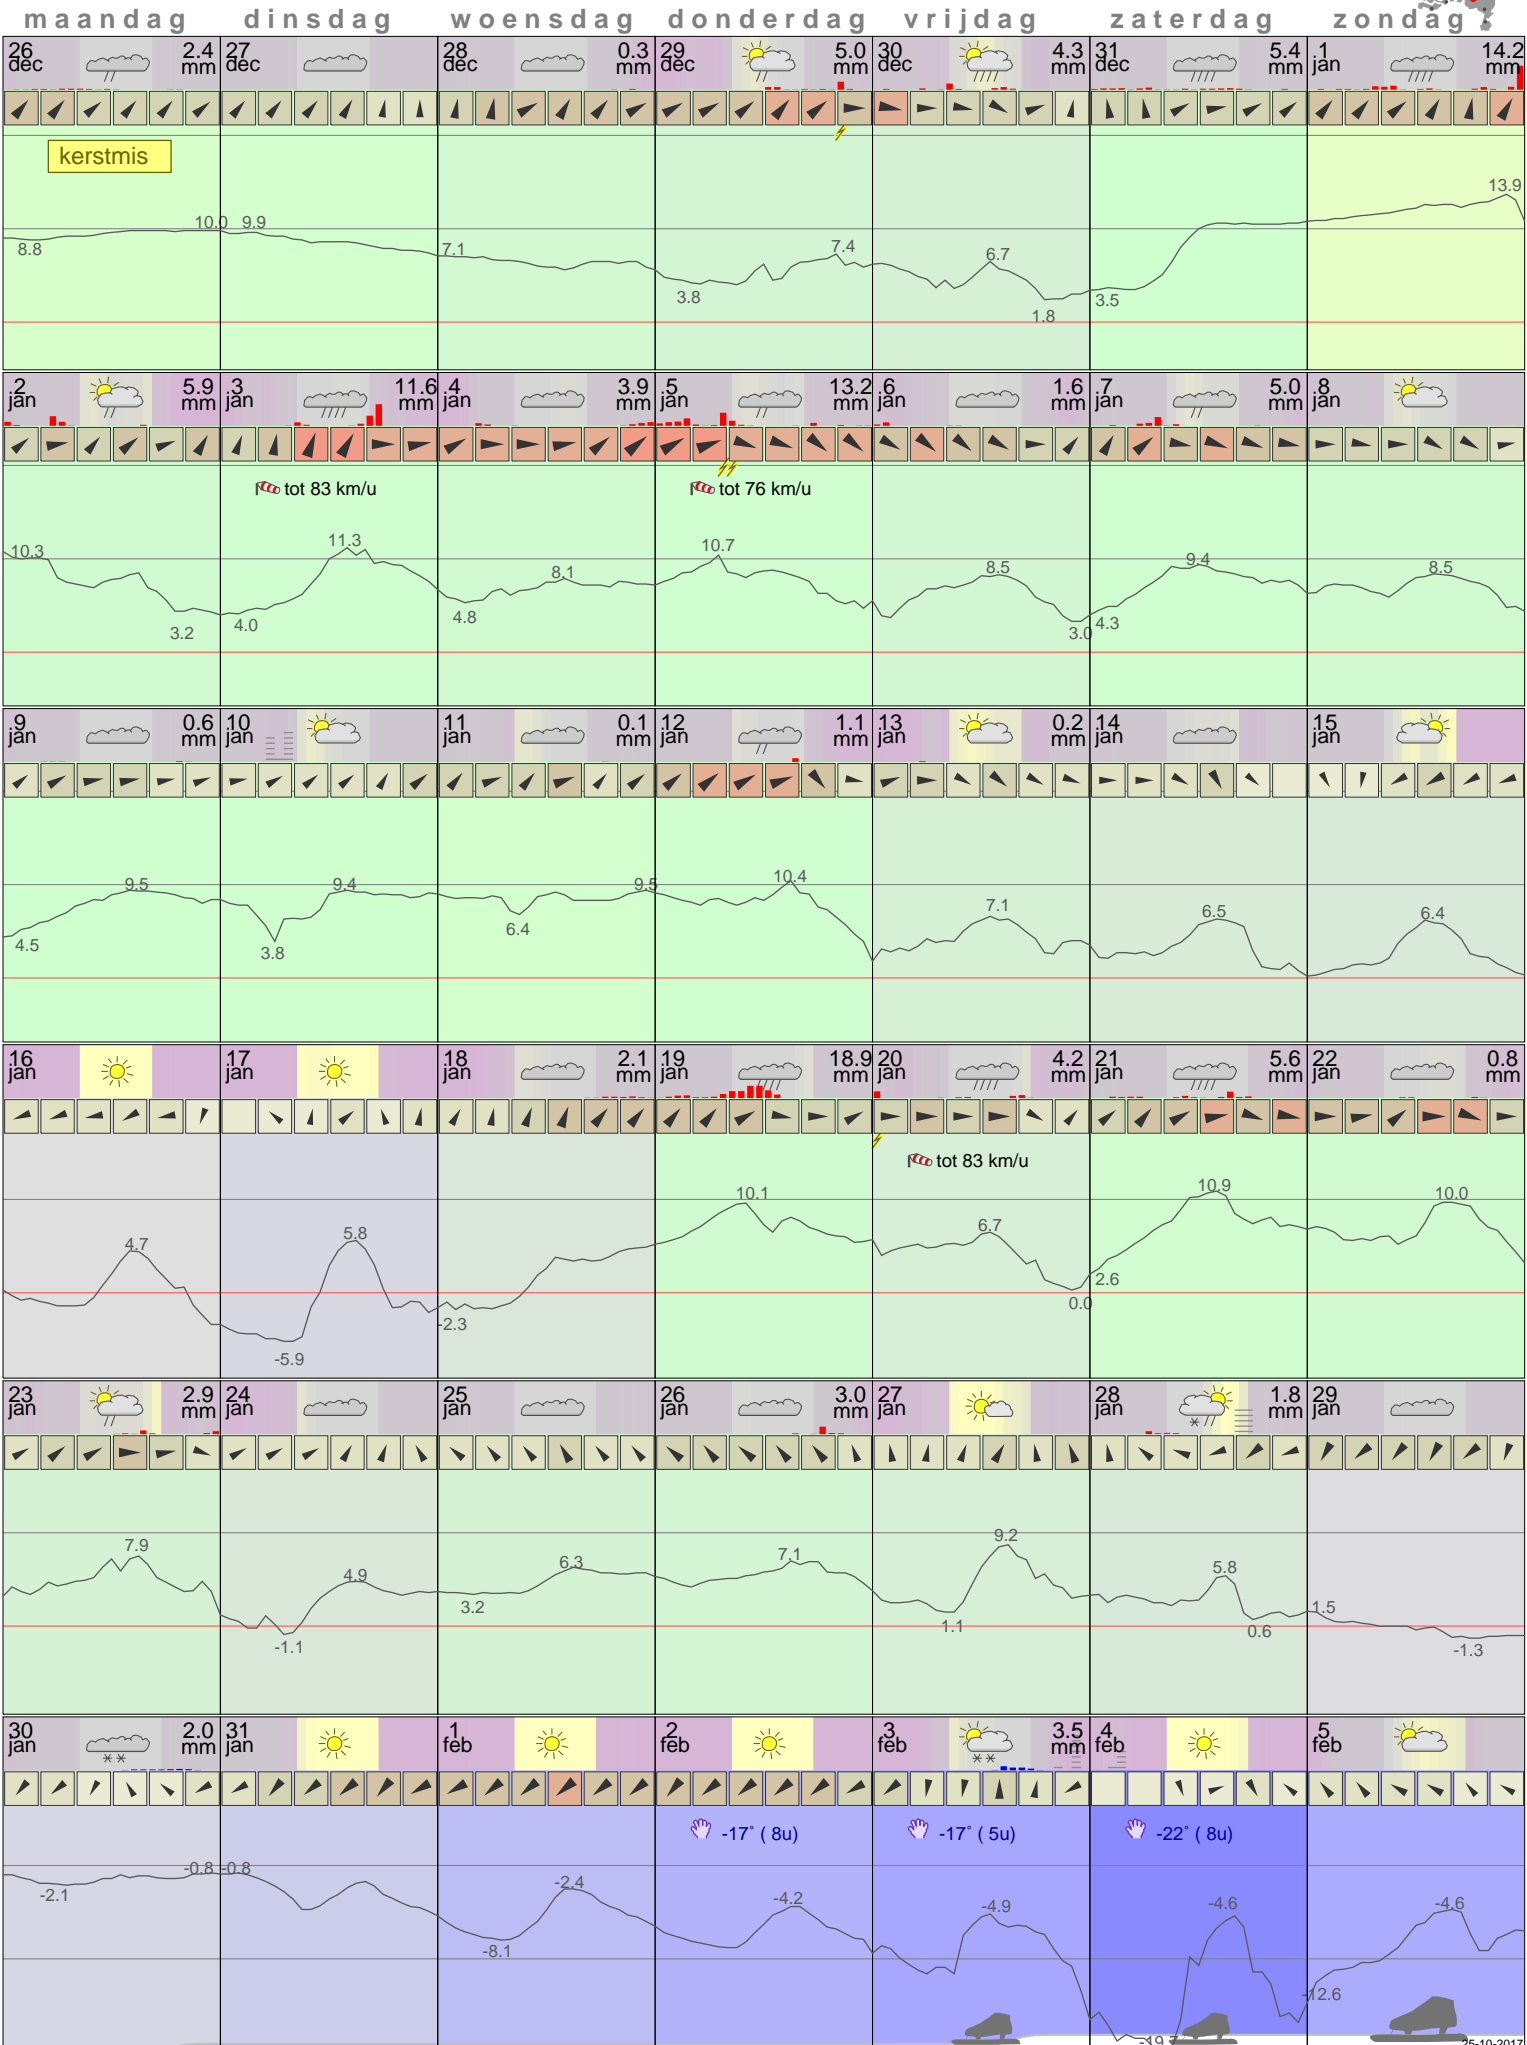 maandag dinsdag woensdag donderdag vrijdag zaterdag zondag
26 dec 2.4 mm 27 dec 28 dec 0.3 mm 29 dec 5.0 mm 30 dec 4.3 mm 31 dec 5.4 mm 1 jan 14.2 mm
kerstmis
8.8 10.0 9.9 7.1 3.8 7.4 6.7 1.8 3.5 13.9
2 jan 5.9 mm 3 jan 11.6 mm 4 jan 3.9 mm 5 jan 13.2 mm 6 jan 1.6 mm 7 jan 5.0 mm 8 jan
tot 83 km/u tot 76 km/u
10.3 3.2 4.0 11.3 4.8 8.1 10.7 8.5 3.0 4.3 9.4 8.5
9 jan 0.6 mm 10 jan 11 jan 0.1 mm 12 jan 1.1 mm 13 jan 0.2 mm 14 jan 15 jan
4.5 9.5 3.8 9.4 6.4 9.5 10.4 7.1 6.5 6.4
16 jan 17 jan 18 jan 2.1 mm 19 jan 18.9 mm 20 jan 4.2 mm 21 jan 5.6 mm 22 jan 0.8 mm
tot 83 km/u
4.7 -5.9 5.8 -2.3 10.1 6.7 0.0 2.6 10.9 10.0
23 jan 2.9 mm 24 jan 25 jan 26 jan 3.0 mm 27 jan 28 jan 1.8 mm 29 jan
7.9 -1.1 4.9 3.2 6.3 7.1 1.1 9.2 5.8 0.6 1.5 -1.3
30 jan 2.0 mm 31 jan 1 feb 2 feb 3 feb 3.5 mm 4 feb 5 feb
-17° ( 8u) -17° ( 5u) -22° ( 8u)
-2.1 -0.8 -0.8 -8.1 -2.4 -4.2 -4.9 -4.6 -12.6 -4.6
25-10-2017